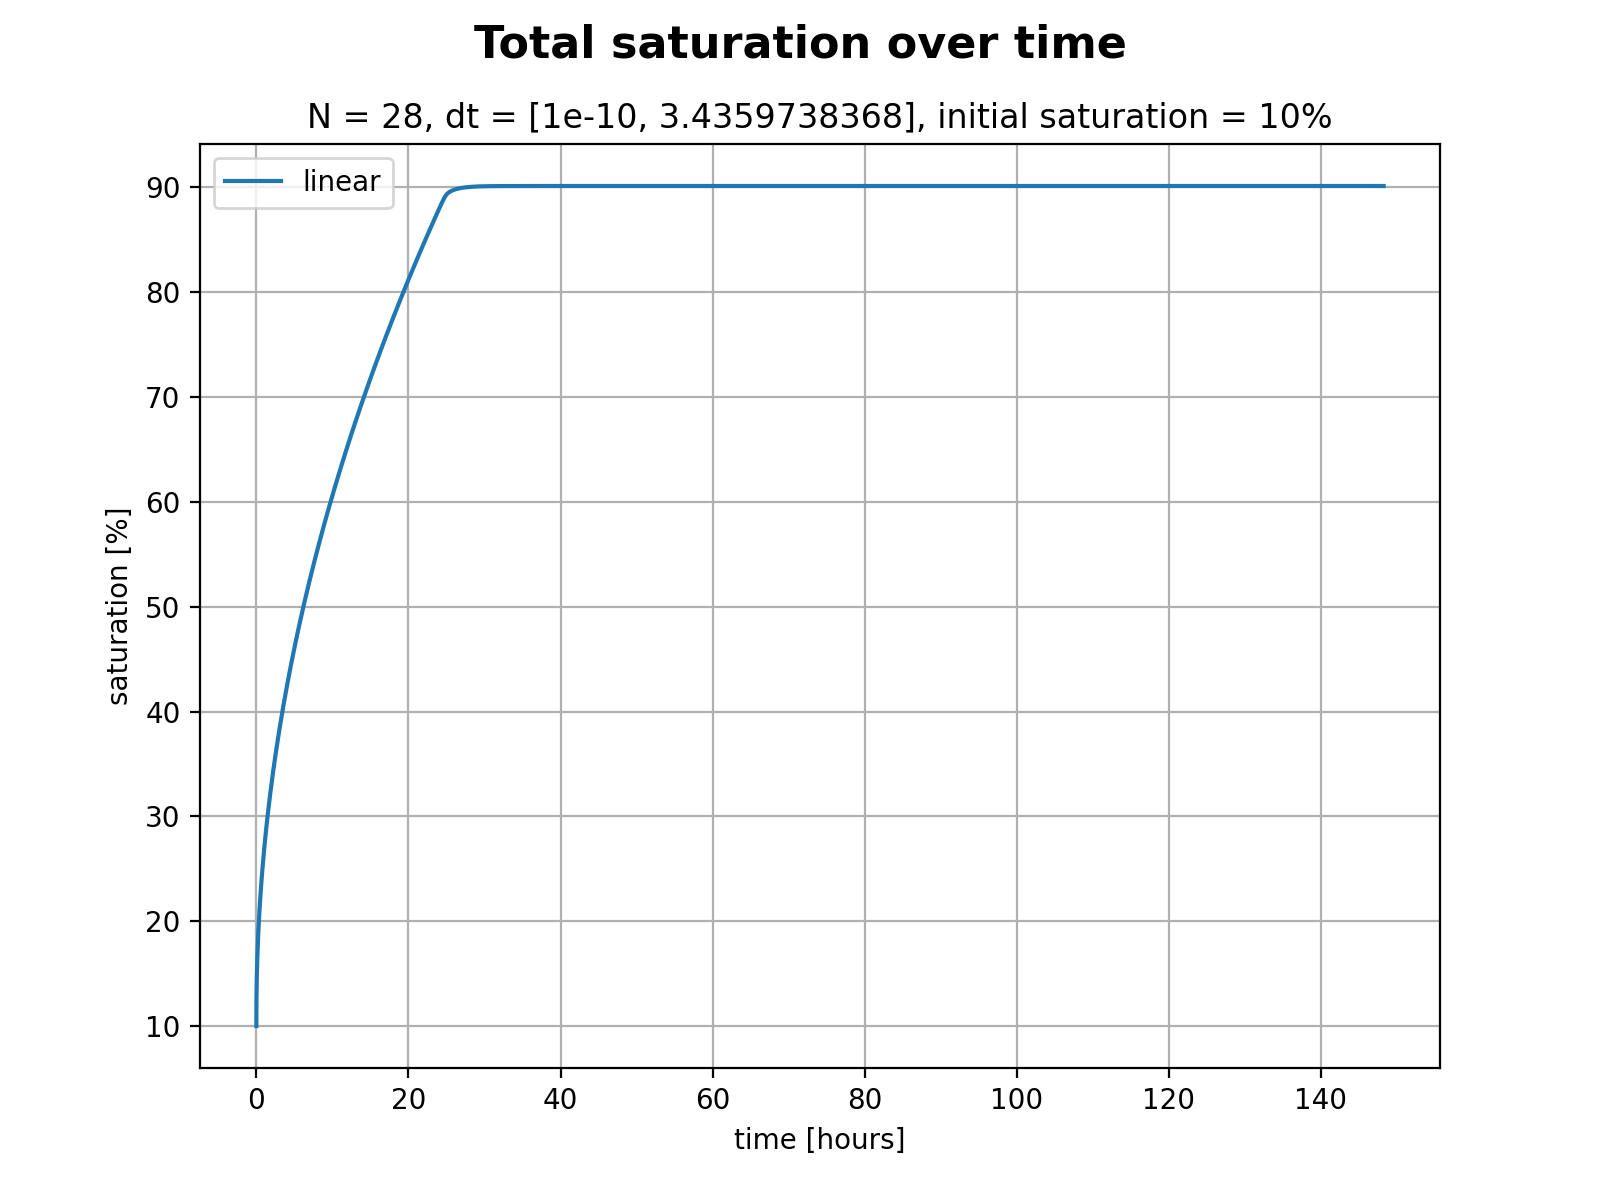 Total saturation over time
N = 28, dt = [1e-10, 3.4359738368], initial saturation = 10%
linear
90
80
70
60
50
40
30
20
10
saturation [%]
0 20 40 60 80 100 120 140
time [hours]